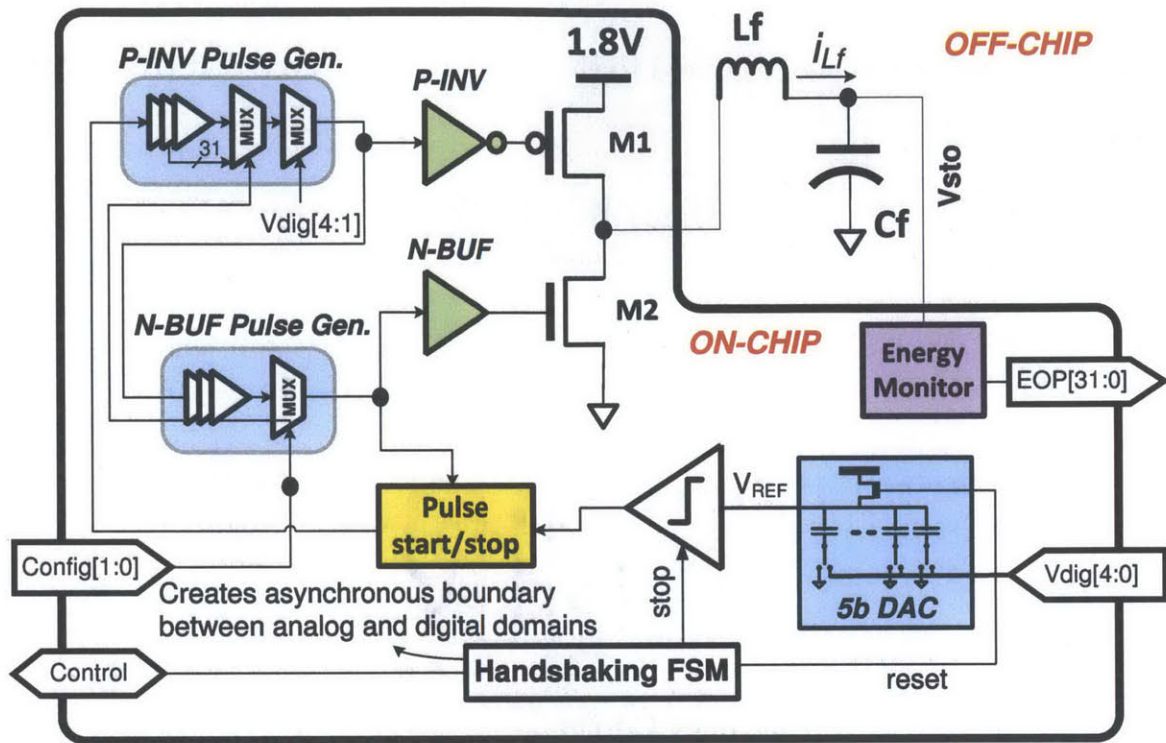 P-INV Pulse Gen.
MUX
MUX
31
Vdig[4:1]
P-INV
1.8V
M1
Lf
iLf
OFF-CHIP
Cf
Vsto
N-BUF Pulse Gen.
MUX
N-BUF
M2
ON-CHIP
Energy
Monitor
EOP[31:0]
Pulse
start/stop
VREF
5b DAC
Vdig[4:0]
Config[1:0]
Creates asynchronous boundary
between analog and digital domains
stop
Control
Handshaking FSM
reset